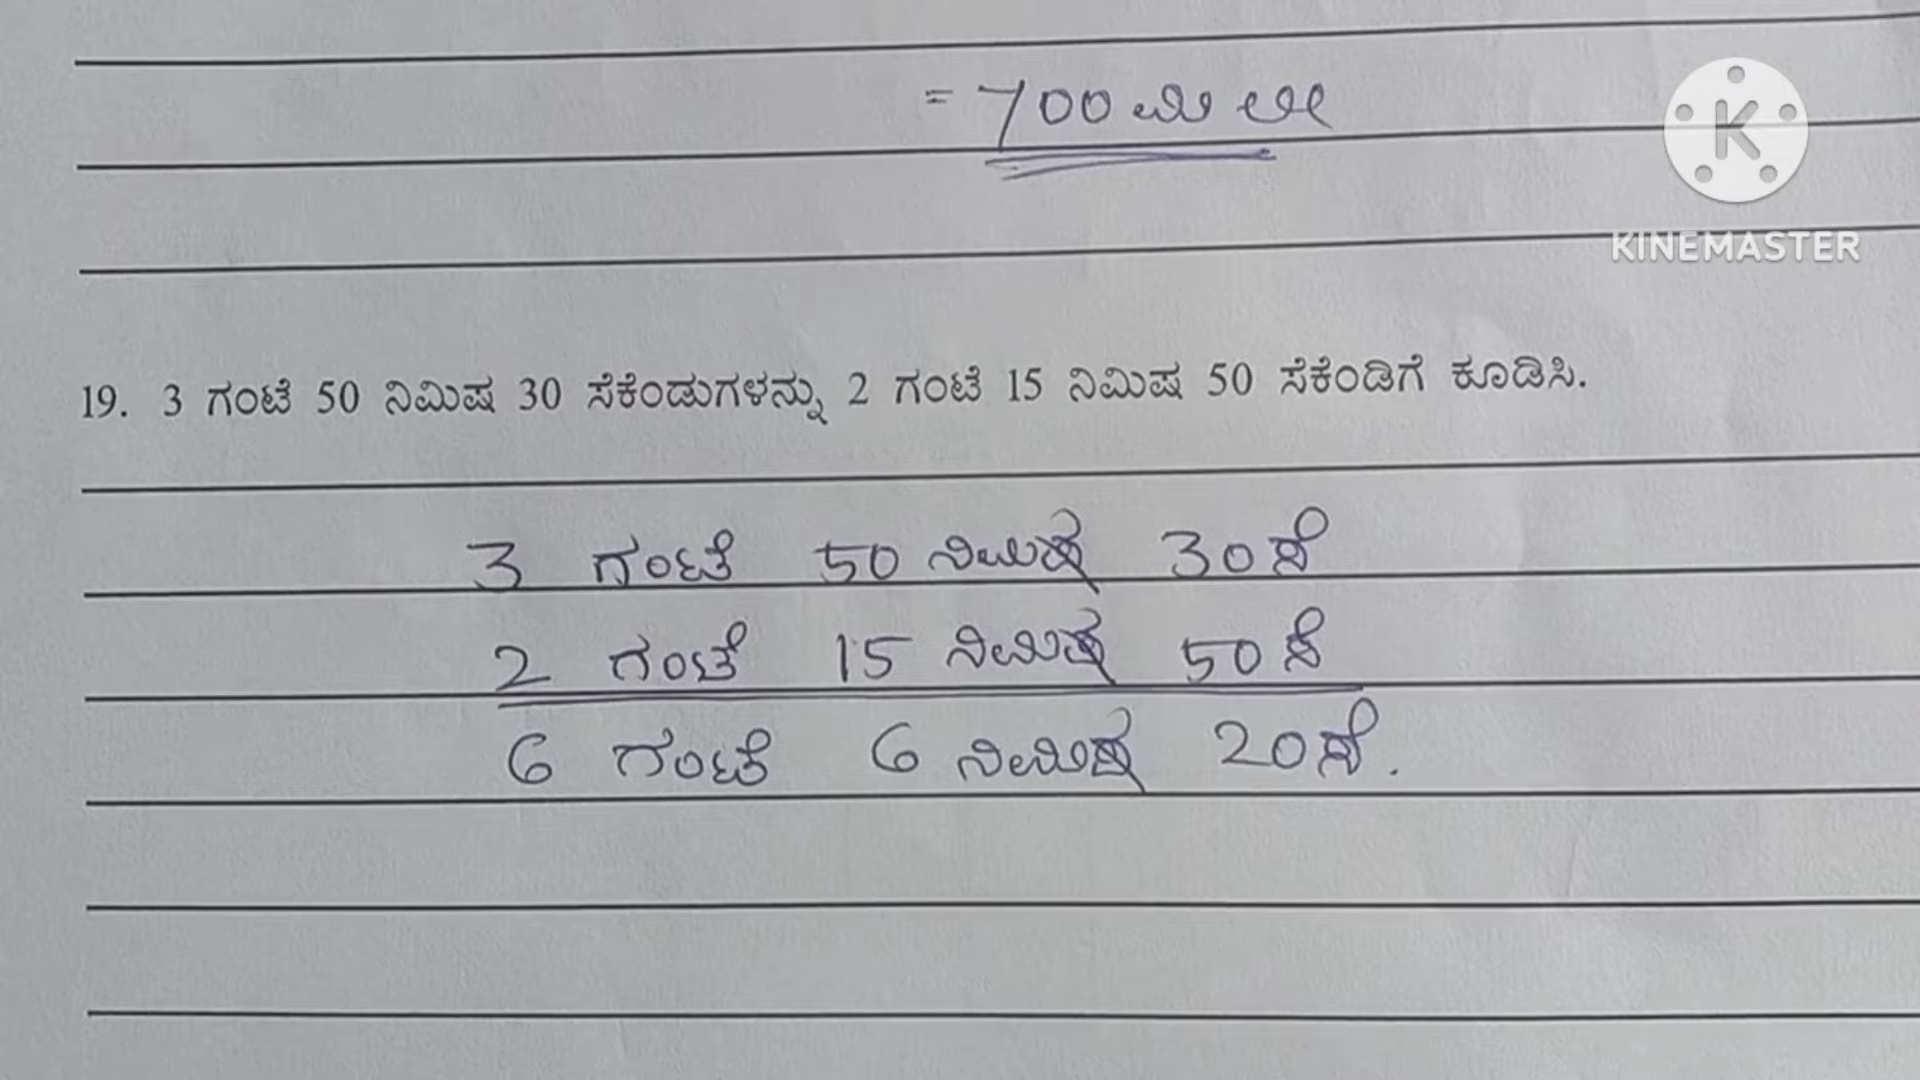 = 700 ಮಿ ಲೀ
K
KINEMASTER
19. 3 ಗಂಟೆ 50 ನಿಮಿಷ 30 ಸೆಕೆಂಡುಗಳನ್ನು 2 ಗಂಟೆ 15 ನಿಮಿಷ 50 ಸೆಕೆಂಡಿಗೆ ಕೂಡಿಸಿ.
3 ಗಂಟೆ 50 ನಿಮಿಷ 30 ಸೆ
2 ಗಂಟೆ 15 ನಿಮಿಷ 50 ಸೆ
6 ಗಂಟೆ 6 ನಿಮಿಷ 20 ಸೆ.